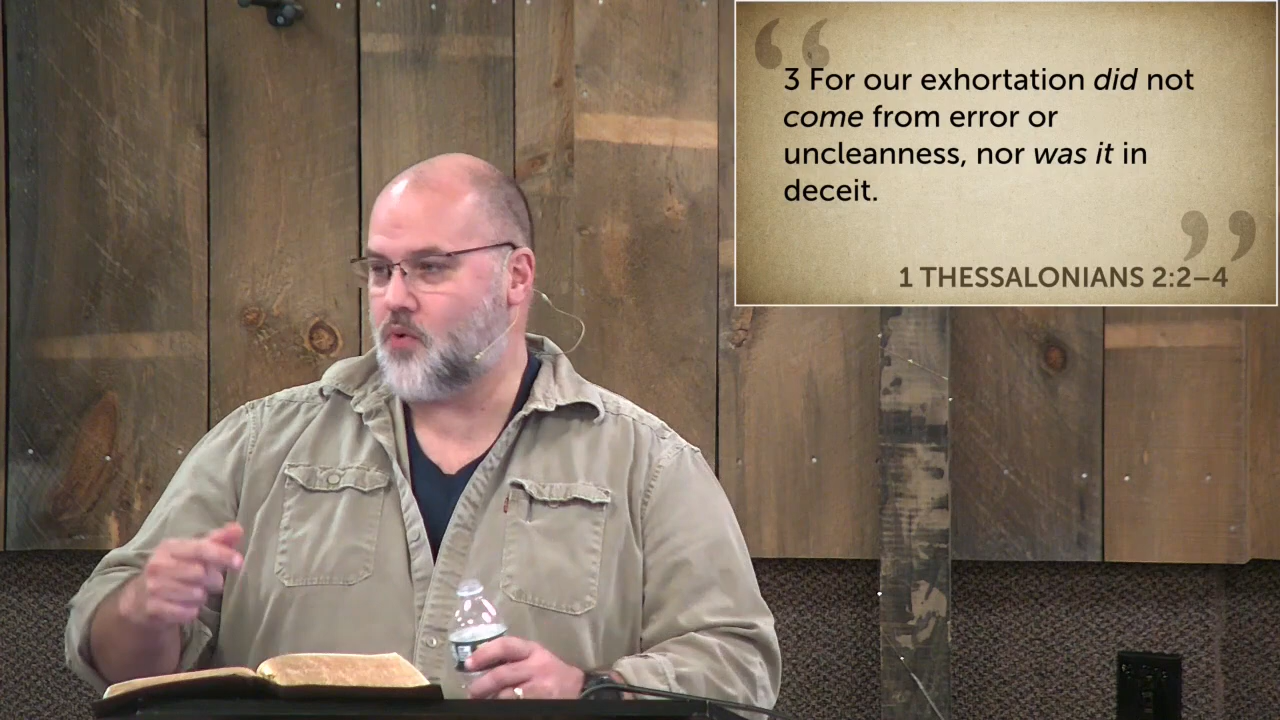 3 For our exhortation did not
come from error or
uncleanness, nor was it in
deceit.
1 THESSALONIANS 2:2–4